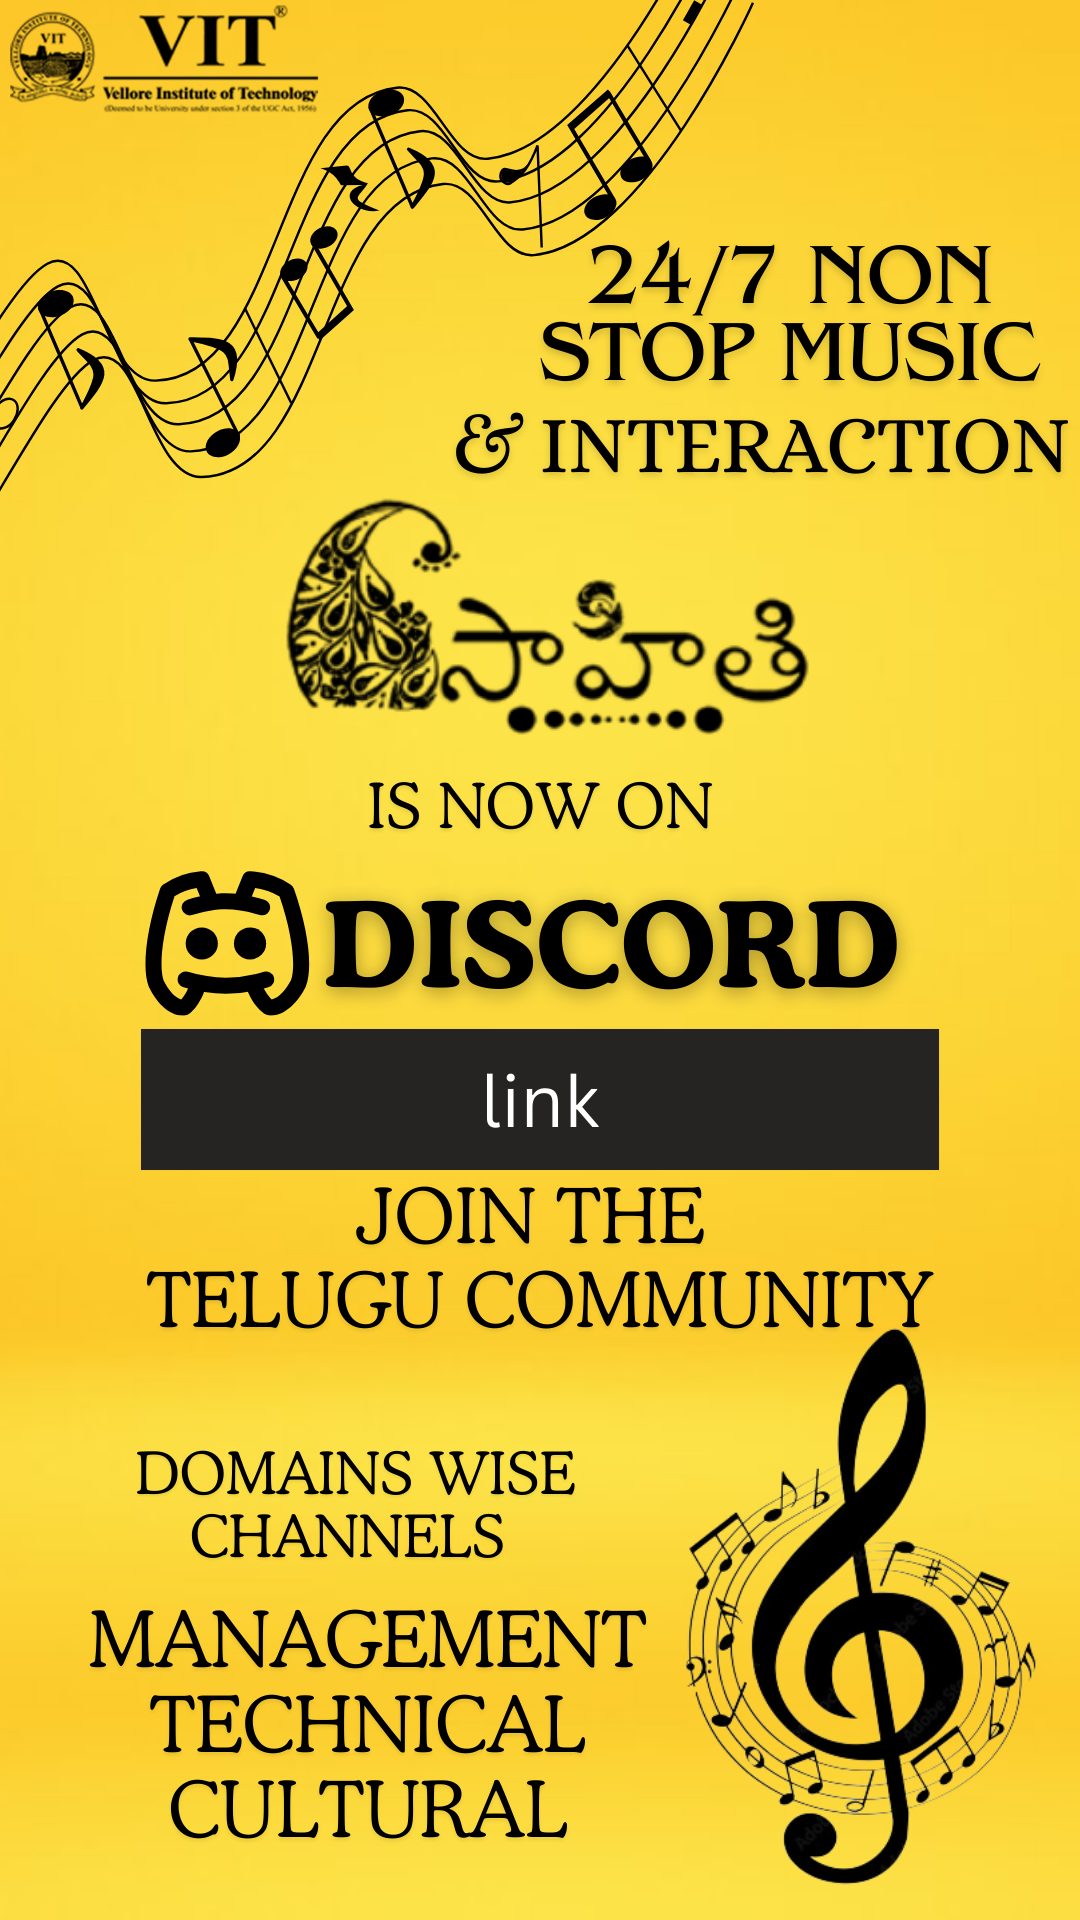 VIT®
Vellore Institute of Technology
(Deemed to be University under section 3 of the UGC Act, 1956)
VIT
24/7 NON
STOP MUSIC
& INTERACTION
సాహితి
IS NOW ON
DISCORD
link
JOIN THE
TELUGU COMMUNITY
DOMAINS WISE
CHANNELS
MANAGEMENT
TECHNICAL
CULTURAL